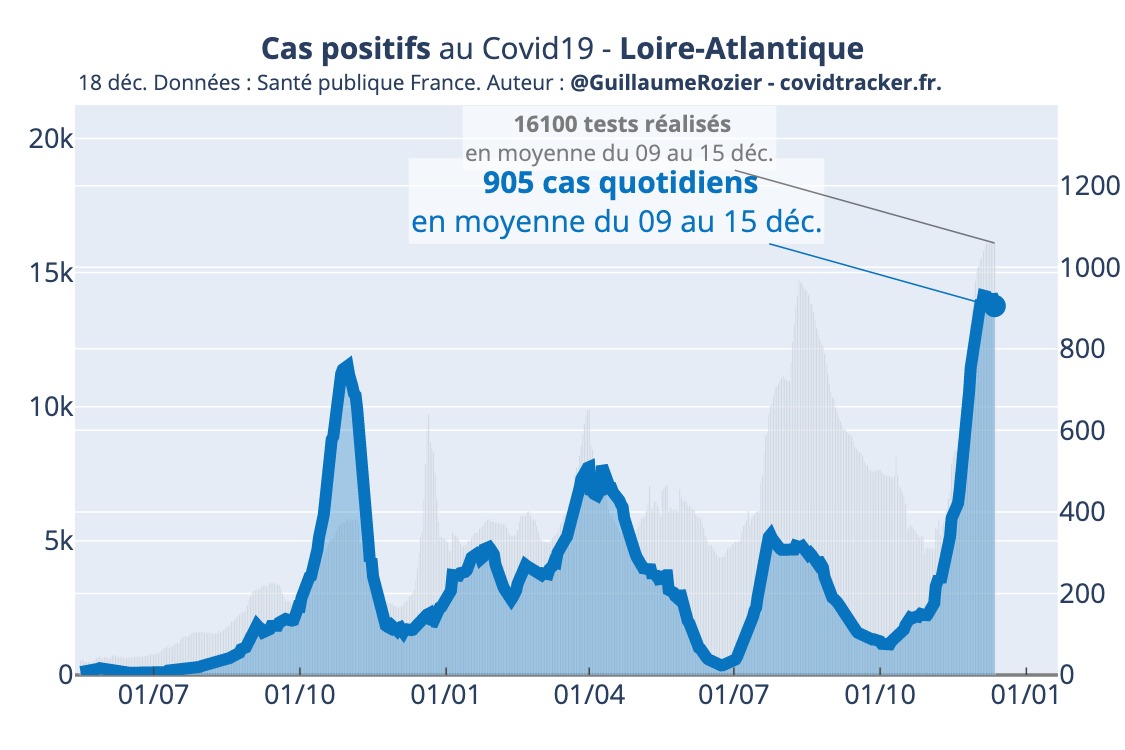 Cas positifs au Covid19 - Loire-Atlantique
18 déc. Données : Santé publique France. Auteur : @GuillaumeRozier - covidtracker.fr.
16100 tests réalisés
en moyenne du 09 au 15 déc.
905 cas quotidiens
en moyenne du 09 au 15 déc.
20k
15k
10k
5k
0
1200
1000
800
600
400
200
0
01/07 01/10 01/01 01/04 01/07 01/10 01/01